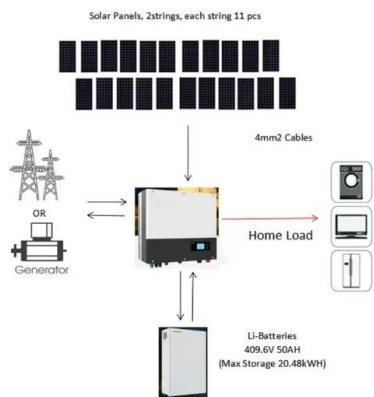 Solar Panels, 2strings, each string 11 pcs
4mm2 Cables
OR
Generator
Home Load
Li-Batteries
409.6V 50AH
(Max Storage 20.48kWH)